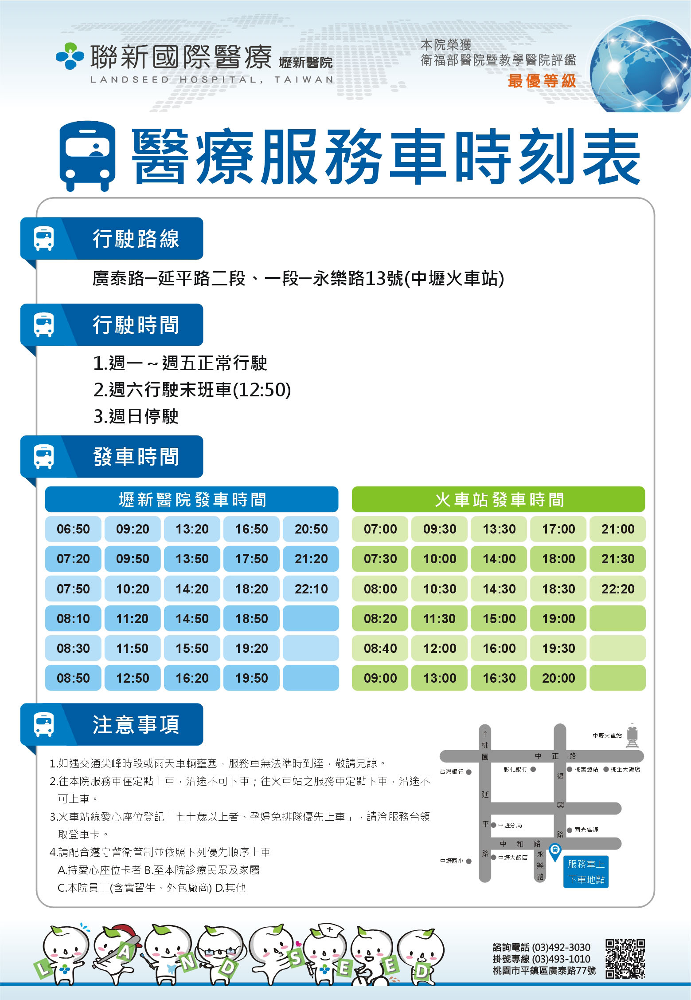 聯新國際醫療 壢新醫院
LANDSEED HOSPITAL, TAIWAN
本院榮獲
衛福部醫院暨教學醫院評鑑
最優等級
醫療服務車時刻表
行駛路線
廣泰路─延平路二段、一段─永樂路13號(中壢火車站)
行駛時間
1.週一～週五正常行駛
2.週六行駛末班車(12:50)
3.週日停駛
發車時間
壢新醫院發車時間
06:50 09:20 13:20 16:50 20:50
07:20 09:50 13:50 17:50 21:20
07:50 10:20 14:20 18:20 22:10
08:10 11:20 14:50 18:50
08:30 11:50 15:50 19:20
08:50 12:50 16:20 19:50
火車站發車時間
07:00 09:30 13:30 17:00 21:00
07:30 10:00 14:00 18:00 21:30
08:00 10:30 14:30 18:30 22:20
08:20 11:30 15:00 19:00
08:40 12:00 16:00 19:30
09:00 13:00 16:30 20:00
注意事項
1.如遇交通尖峰時段或雨天車輛壅塞，服務車無法準時到達，敬請見諒。
2.往本院服務車僅定點上車，沿途不可下車；往火車站之服務車定點下車，沿途不
可上車。
3.火車站線愛心座位登記「七十歲以上者、孕婦免排隊優先上車」，請洽服務台領
取登車卡。
4.請配合遵守警衛管制並依照下列優先順序上車
A.持愛心座位卡者 B.至本院診療民眾及家屬
C.本院員工(含實習生、外包廠商) D.其他
↑桃園
延平路
中壢火車站
中正路
台灣銀行
彰化銀行
桃客總站
桃企大飯店
復興路
中壢分局
國光客運
中和路
中壢國小
中壢大飯店
永樂路
服務車上
下車地點
L A N D S E E D
諮詢電話 (03)492-3030
掛號專線 (03)493-1010
桃園市平鎮區廣泰路77號